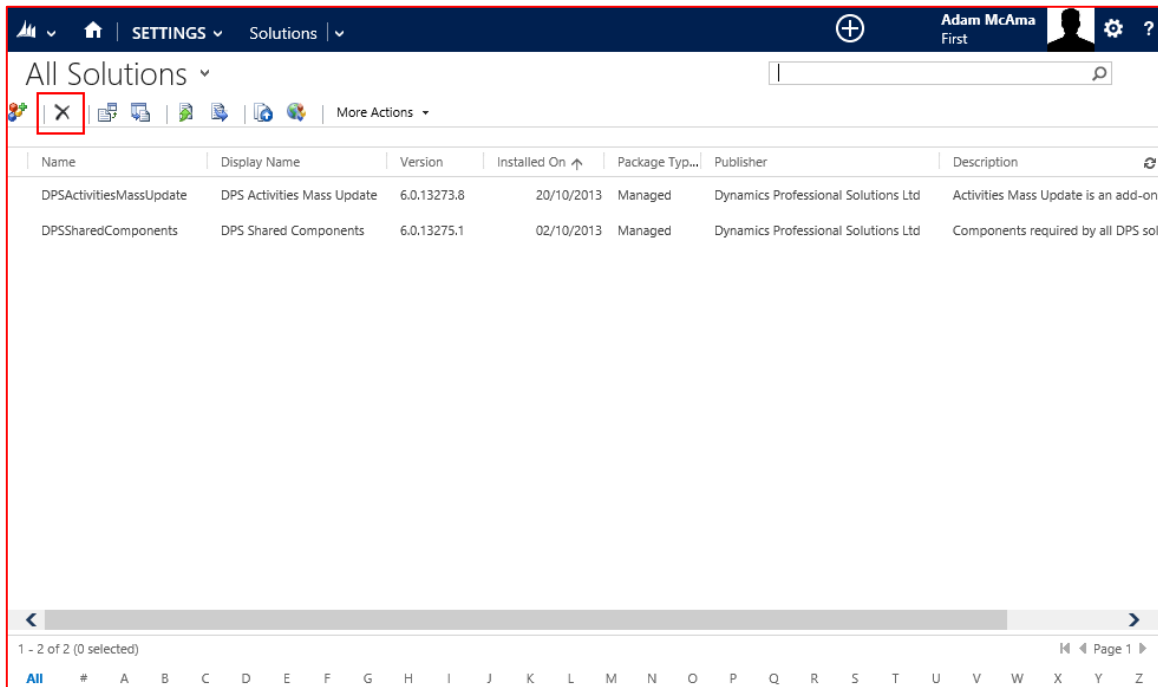 SETTINGS Solutions Adam McAma
First
?
All Solutions
More Actions
Name Display Name Version Installed On Package Typ... Publisher Description
DPSActivitiesMassUpdate DPS Activities Mass Update 6.0.13273.8 20/10/2013 Managed Dynamics Professional Solutions Ltd Activities Mass Update is an add-on
DPSSharedComponents DPS Shared Components 6.0.13275.1 02/10/2013 Managed Dynamics Professional Solutions Ltd Components required by all DPS sol
1 - 2 of 2 (0 selected) Page 1
All # A B C D E F G H I J K L M N O P Q R S T U V W X Y Z